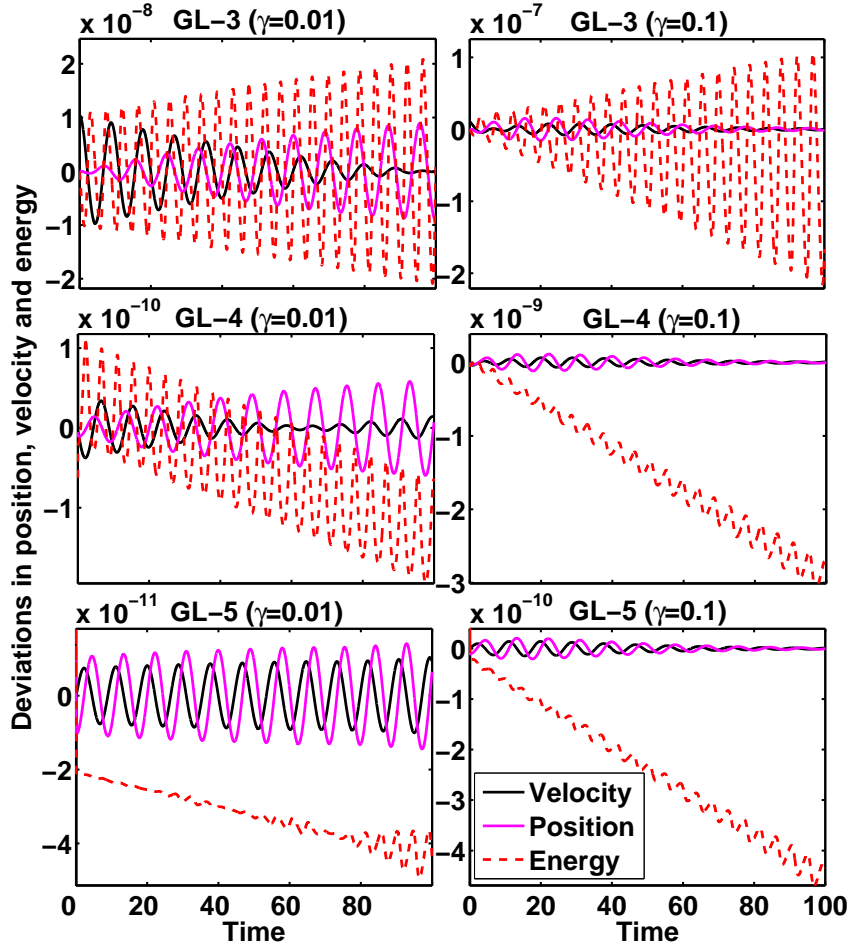 x 10⁻⁸ GL−3 (γ=0.01)
2
1
0
−1
−2
x 10⁻⁷ GL−3 (γ=0.1)
1
0
−1
−2
x 10⁻¹⁰ GL−4 (γ=0.01)
1
0
−1
x 10⁻⁹ GL−4 (γ=0.1)
0
−1
−2
−3
x 10⁻¹¹ GL−5 (γ=0.01)
0
−2
−4
0 20 40 60 80
Time
x 10⁻¹⁰ GL−5 (γ=0.1)
0
−1
−2
−3
−4
Velocity
Position
Energy
0 20 40 60 80 100
Time
Deviations in position, velocity and energy